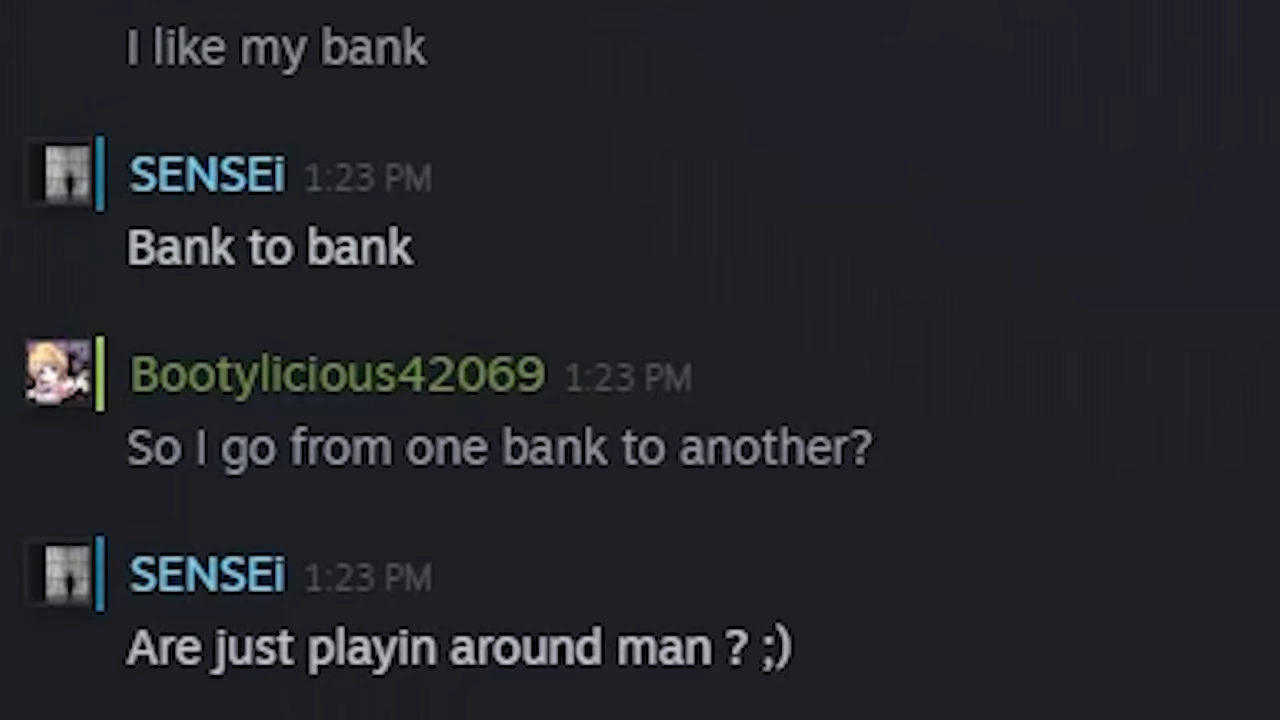 I like my bank
SENSEi 1:23 PM
Bank to bank
Bootylicious42069 1:23 PM
So I go from one bank to another?
SENSEi 1:23 PM
Are just playin around man ? ;)